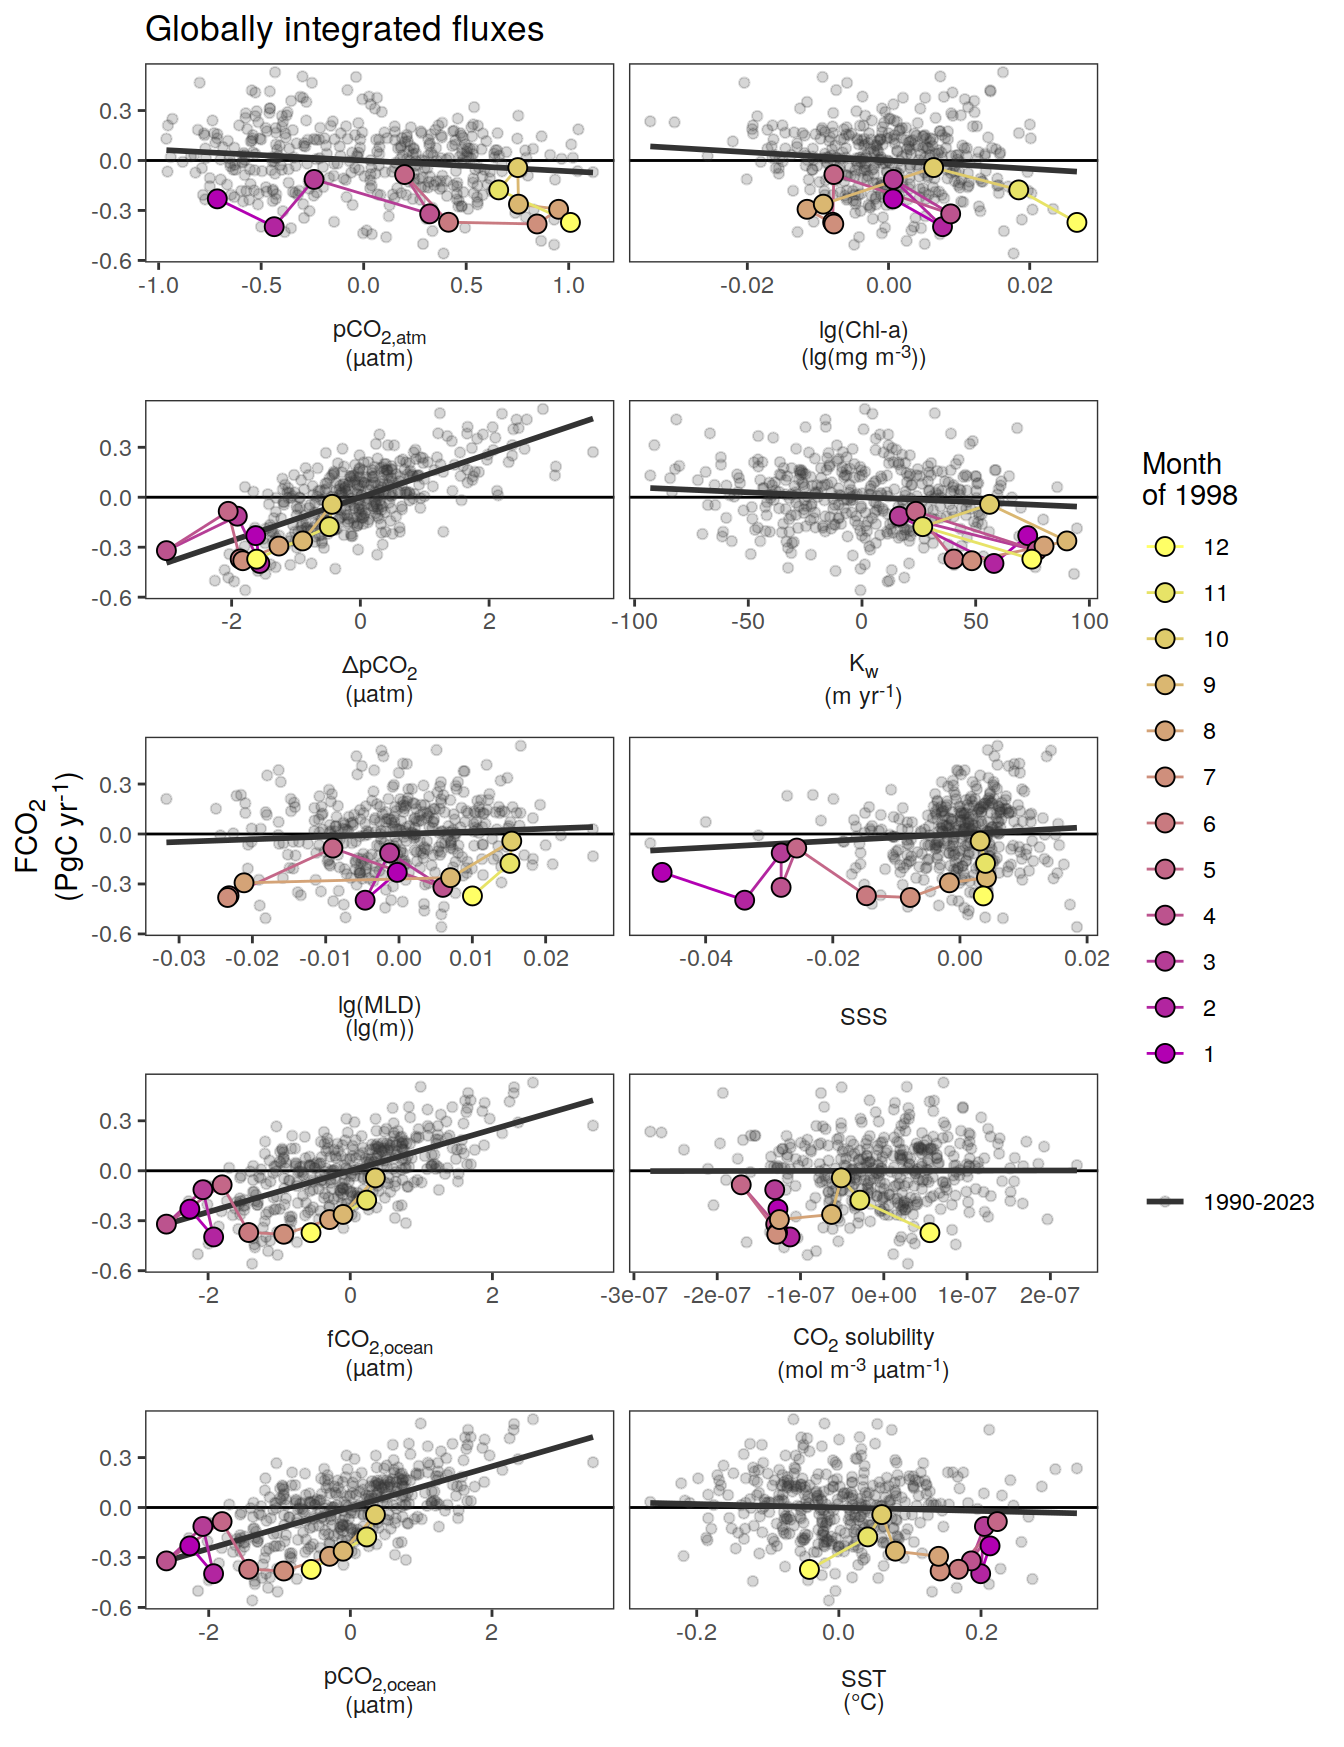 Globally integrated fluxes
FCO2
(PgC yr-1)
0.3
0.0
-0.3
-0.6
-1.0 -0.5 0.0 0.5 1.0
pCO2,atm
(µatm)
-0.02 0.00 0.02
lg(Chl-a)
(lg(mg m-3))
0.3
0.0
-0.3
-0.6
-2 0 2
ΔpCO2
(µatm)
-100 -50 0 50 100
Kw
(m yr-1)
0.3
0.0
-0.3
-0.6
-0.03 -0.02 -0.01 0.00 0.01 0.02
lg(MLD)
(lg(m))
-0.04 -0.02 0.00 0.02
SSS
0.3
0.0
-0.3
-0.6
-2 0 2
fCO2,ocean
(µatm)
-3e-07 -2e-07 -1e-07 0e+00 1e-07 2e-07
CO2 solubility
(mol m-3 µatm-1)
0.3
0.0
-0.3
-0.6
-2 0 2
pCO2,ocean
(µatm)
-0.2 0.0 0.2
SST
(°C)
Month
of 1998
12
11
10
9
8
7
6
5
4
3
2
1
1990-2023